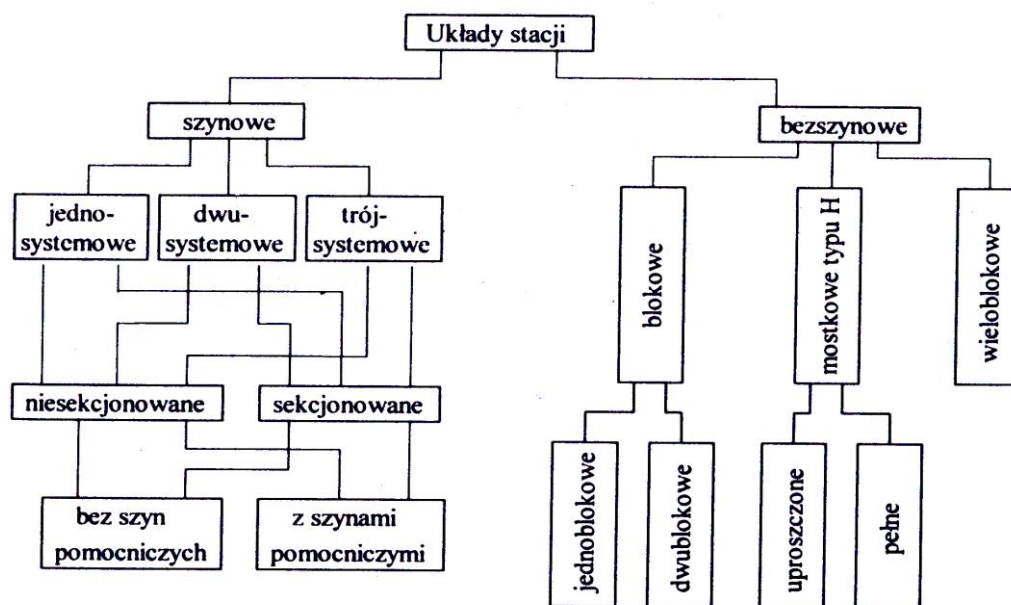 Układy stacji
szynowe
bezszynowe
jedno-
systemowe
dwu-
systemowe
trój-
systemowe
blokowe
mostkowe typu H
wieloblokowe
niesekcjonowane
sekcjonowane
bez szyn
pomocniczych
z szynami
pomocniczymi
jednoblokowe
dwublokowe
uproszczone
pełne